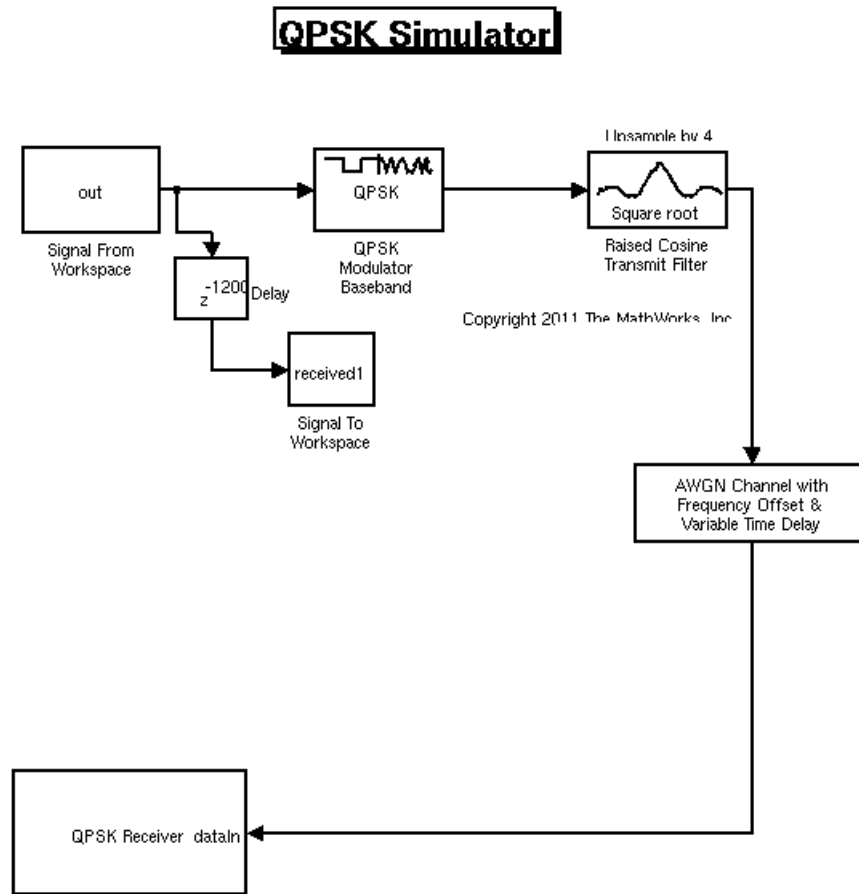 QPSK Simulator
Upsample by 4
out
QPSK
Square root
Signal From
Workspace
QPSK
Modulator
Baseband
Raised Cosine
Transmit Filter
z -1200
Delay
Copyright 2011 The MathWorks, Inc
received1
Signal To
Workspace
AWGN Channel with
Frequency Offset &
Variable Time Delay
QPSK Receiver dataIn